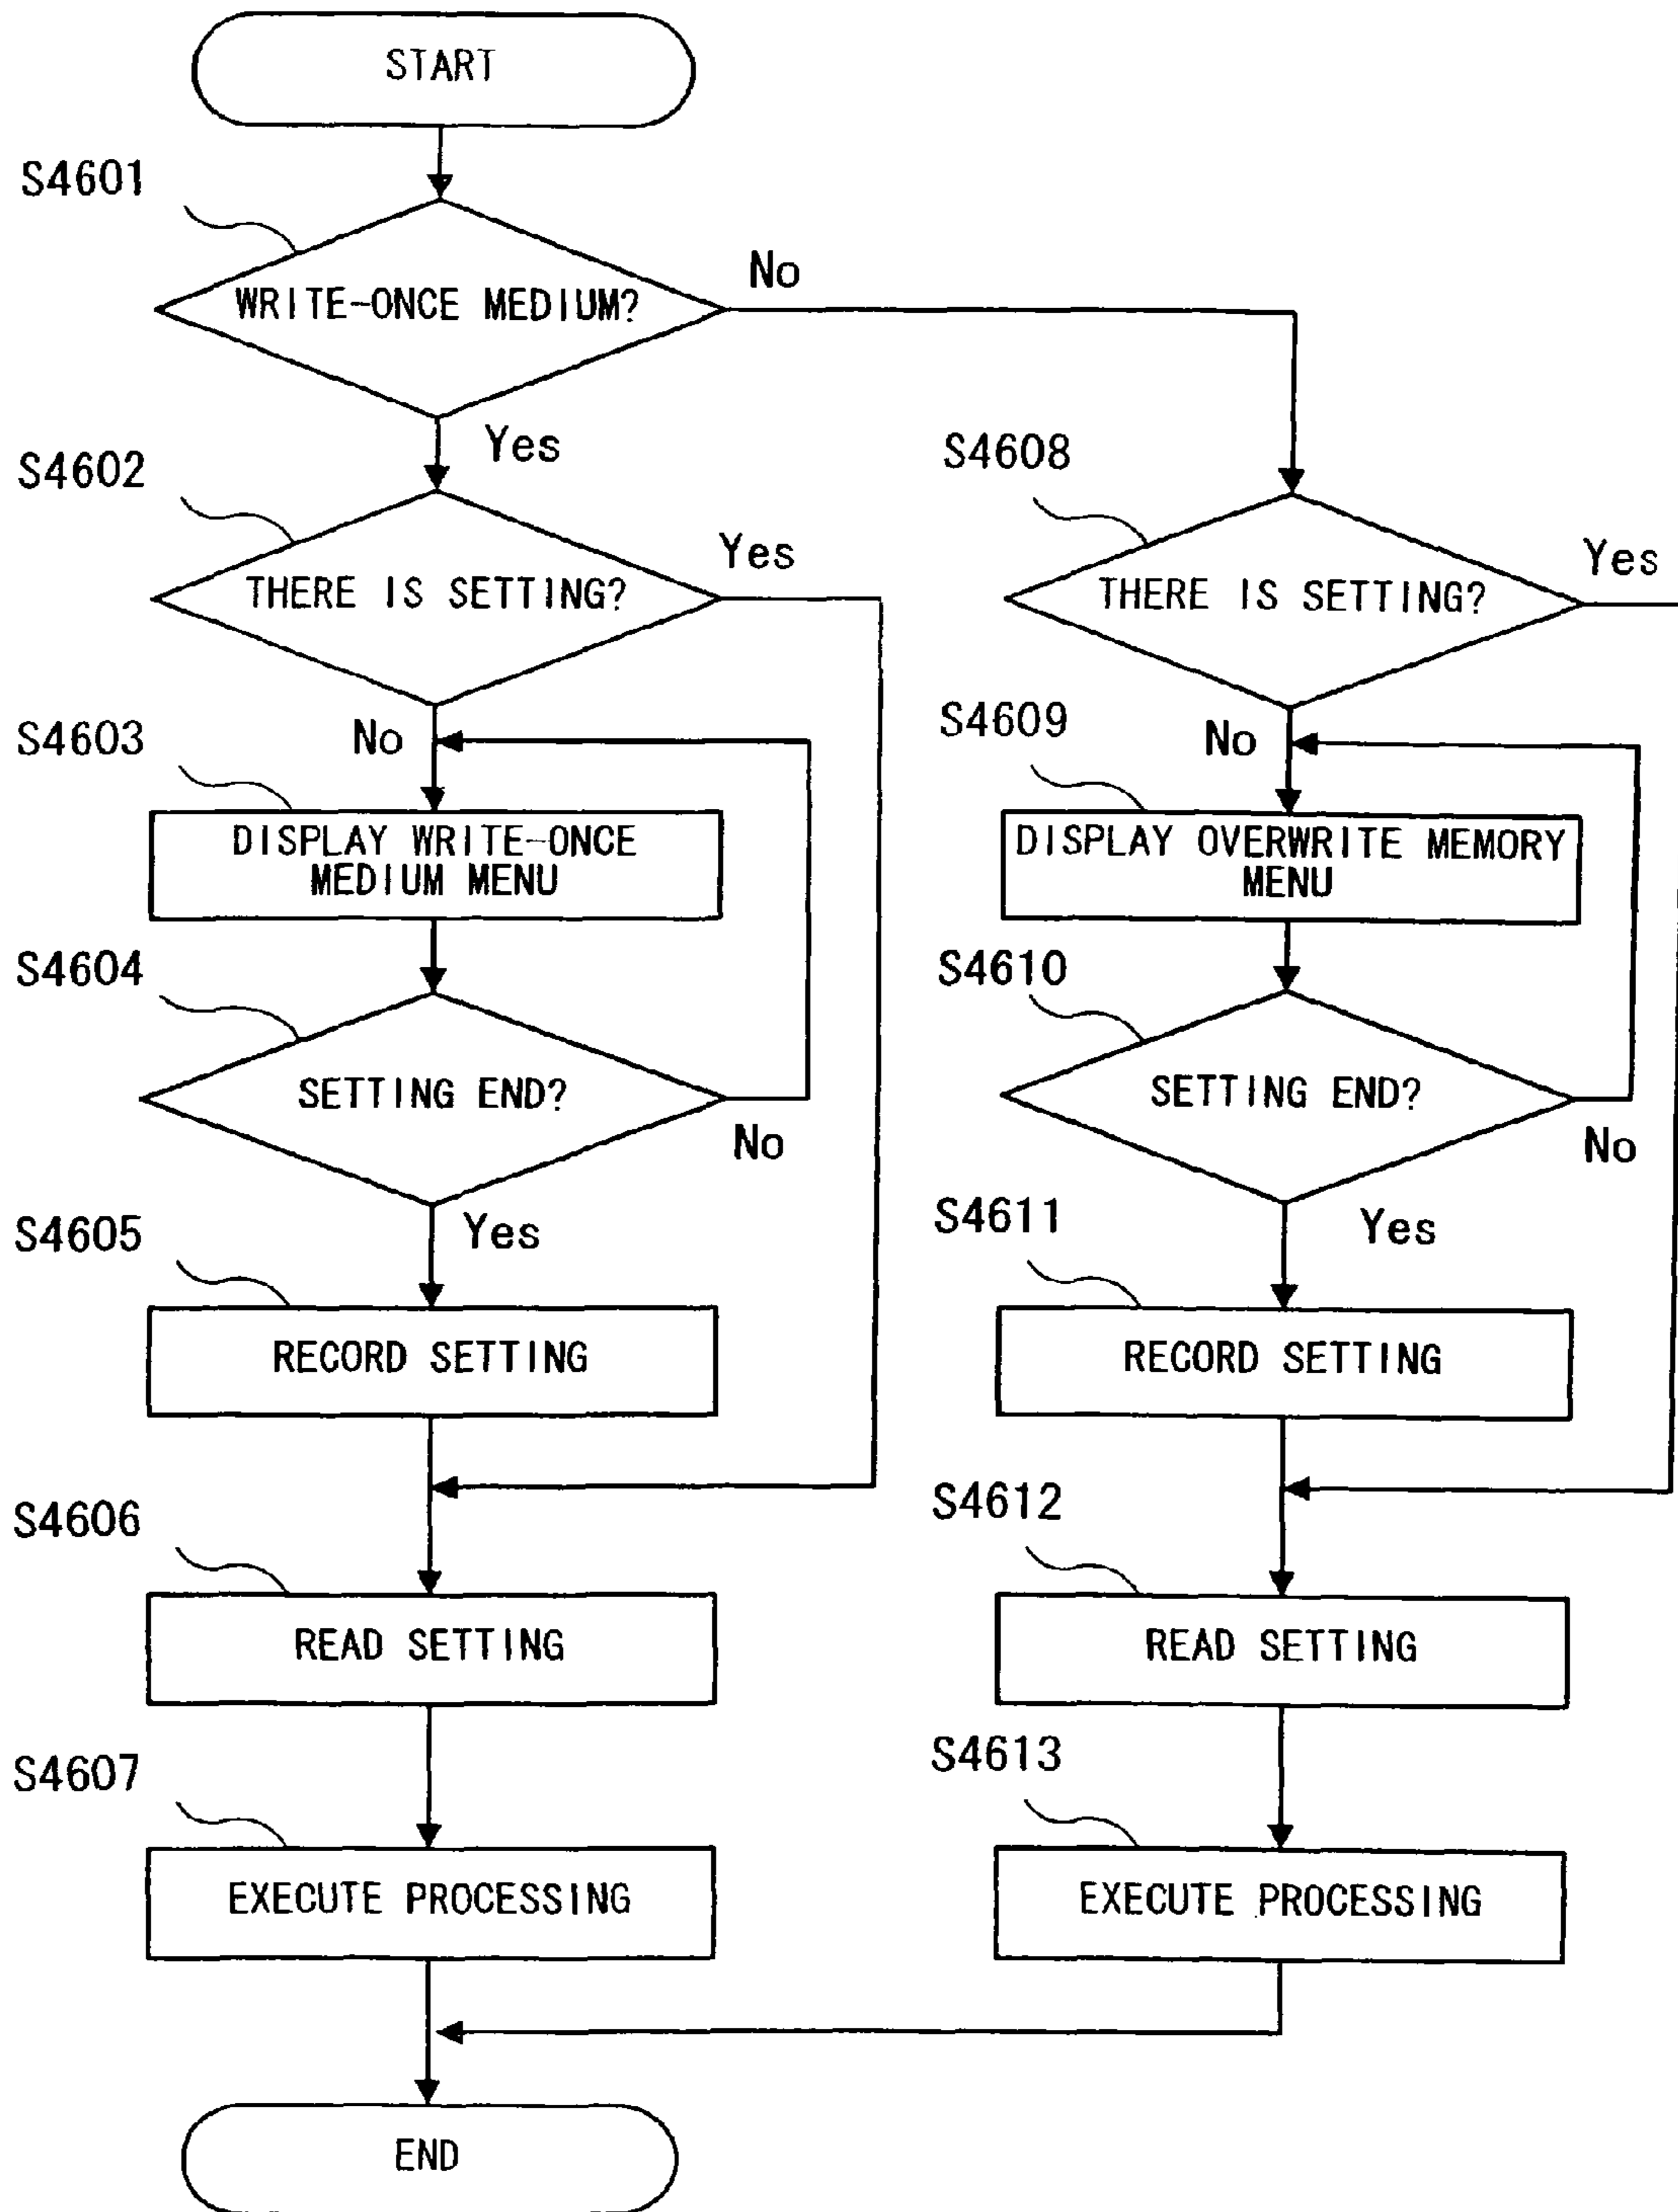 START
S4601
WRITE-ONCE MEDIUM?
No
Yes
S4602
THERE IS SETTING?
Yes
No
S4603
DISPLAY WRITE-ONCE
MEDIUM MENU
S4604
SETTING END?
No
Yes
S4605
RECORD SETTING
S4606
READ SETTING
S4607
EXECUTE PROCESSING
S4608
THERE IS SETTING?
Yes
No
S4609
DISPLAY OVERWRITE MEMORY
MENU
S4610
SETTING END?
No
Yes
S4611
RECORD SETTING
S4612
READ SETTING
S4613
EXECUTE PROCESSING
END